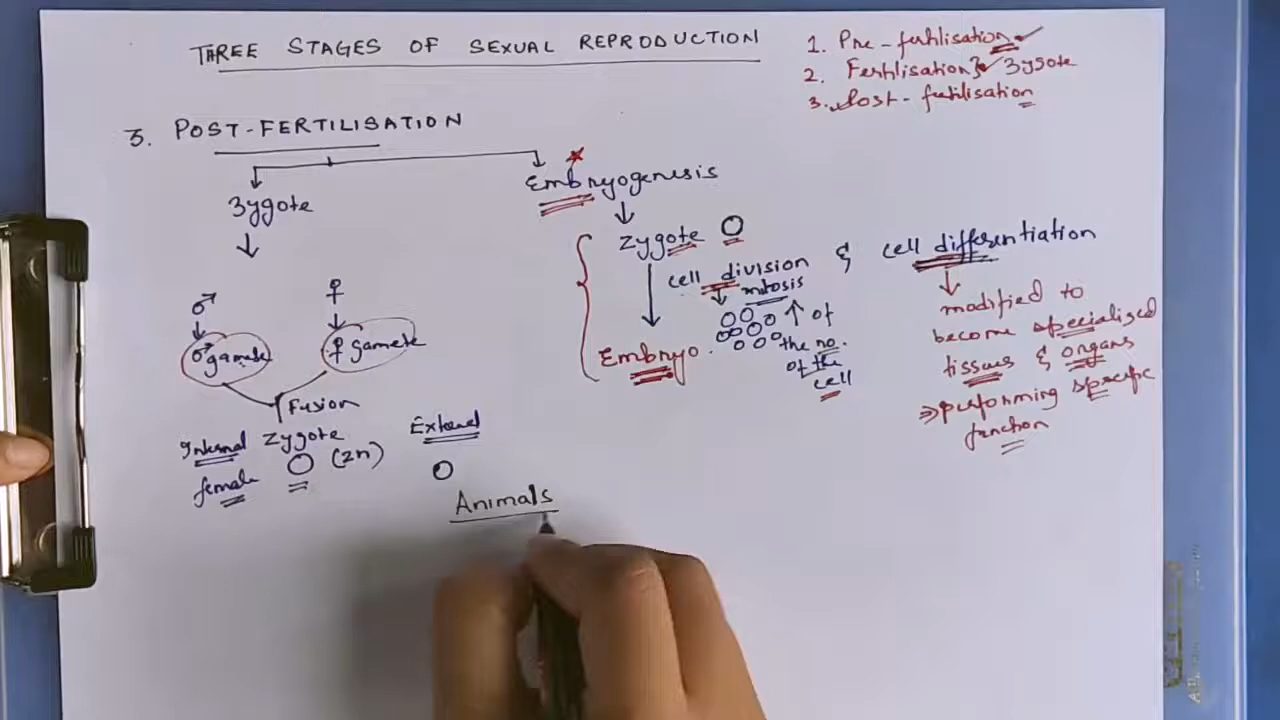 THREE STAGES OF SEXUAL REPRODUCTION
1. Pre-fertilisation ✓
2. Fertilisation} ✓ Zygote
3. Post-fertilisation
3. POST-FERTILISATION
Zygote
Embryogenesis
Zygote
cell division & cell differentiation
mitosis
↑ of
the no.
of the
cell
Embryo
modified to
become specialised
tissues & organs
⇒ performing specific
function
♂
♀
♂ gamete
♀ gamete
Fusion
Internal
Zygote
(2n)
female
External
Animals